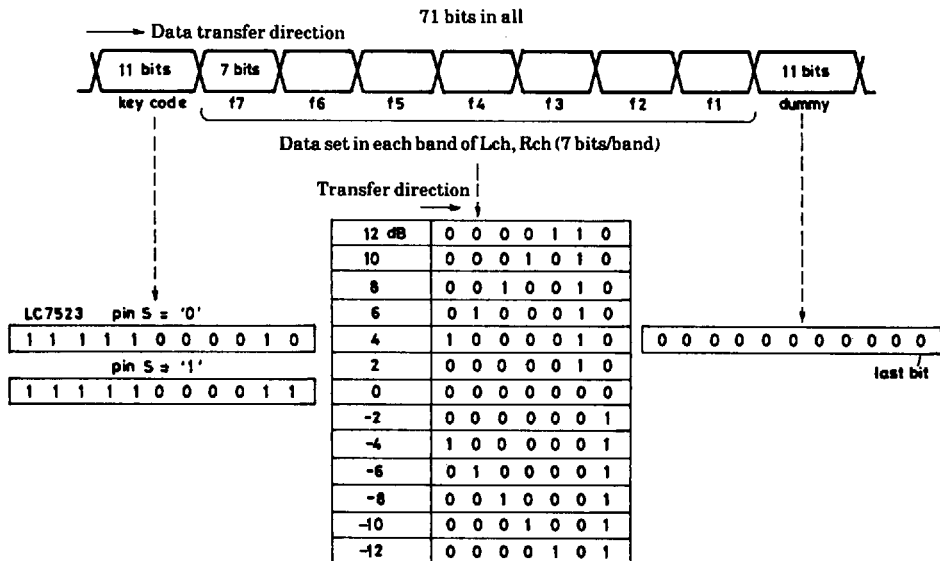 71 bits in all
Data transfer direction
11 bits 7 bits 11 bits
key code f7 f6 f5 f4 f3 f2 f1 dummy
Data set in each band of Lch, Rch (7 bits/band)
Transfer direction
12 dB 0 0 0 0 1 1 0
10 0 0 0 1 0 1 0
8 0 0 1 0 0 1 0
6 0 1 0 0 0 1 0
4 1 0 0 0 0 1 0
2 0 0 0 0 0 1 0
0 0 0 0 0 0 0 0
-2 0 0 0 0 0 0 1
-4 1 0 0 0 0 0 1
-6 0 1 0 0 0 0 1
-8 0 0 1 0 0 0 1
-10 0 0 0 1 0 0 1
-12 0 0 0 0 1 0 1
LC7523 pin S = '0'
1 1 1 1 1 0 0 0 0 1 0
pin S = '1'
1 1 1 1 1 0 0 0 0 1 1
0 0 0 0 0 0 0 0 0 0 0
last bit